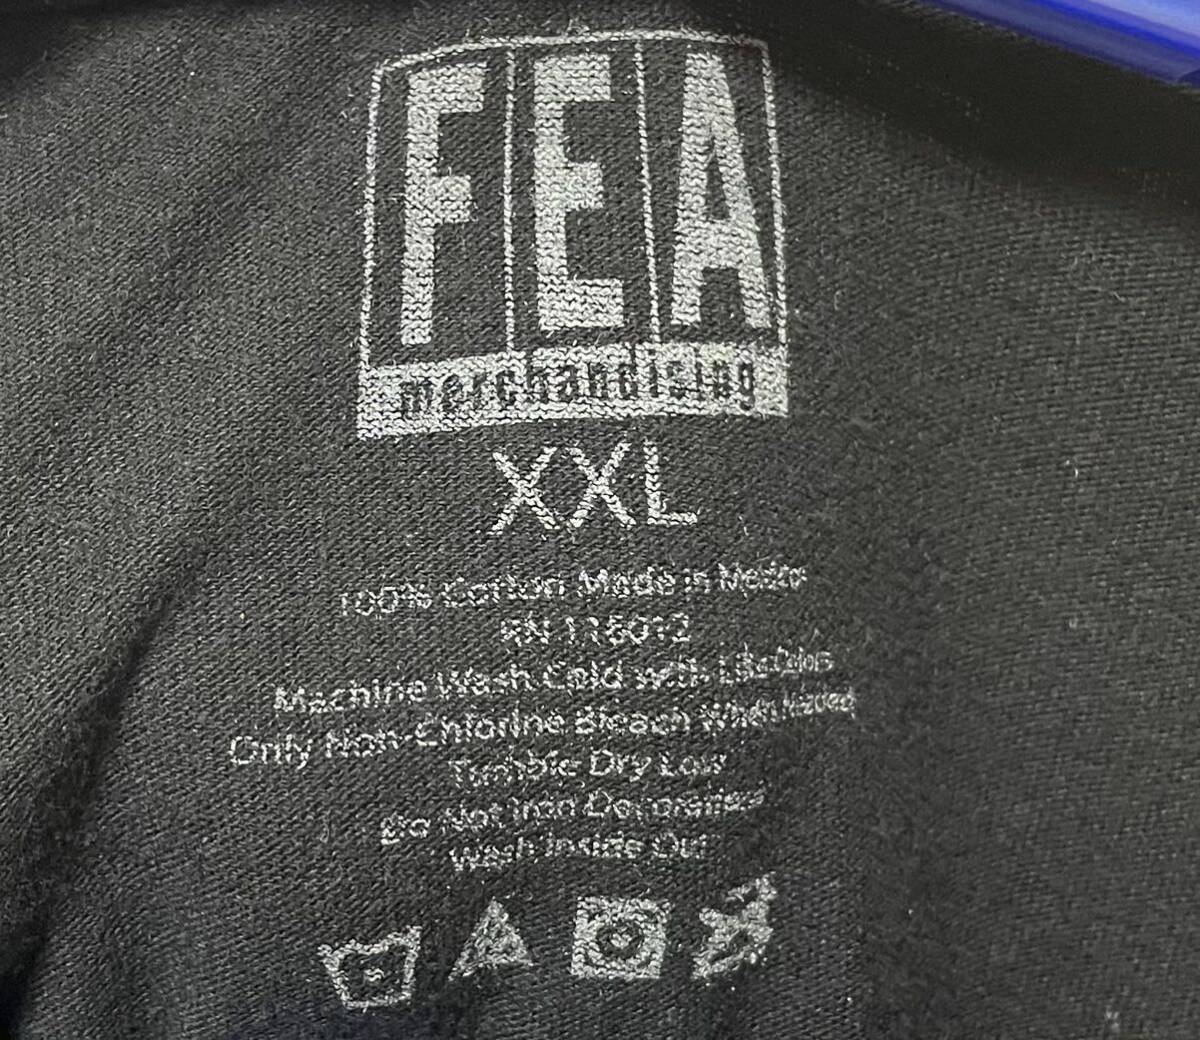 FEA
merchandising
XXL
100% Cotton Made in Mexico
RN 116012
Machine Wash Cold with Like Colors
Only Non-Chlorine Bleach When Needed
Tumble Dry Low
Do Not Iron Decoration
Wash Inside Out